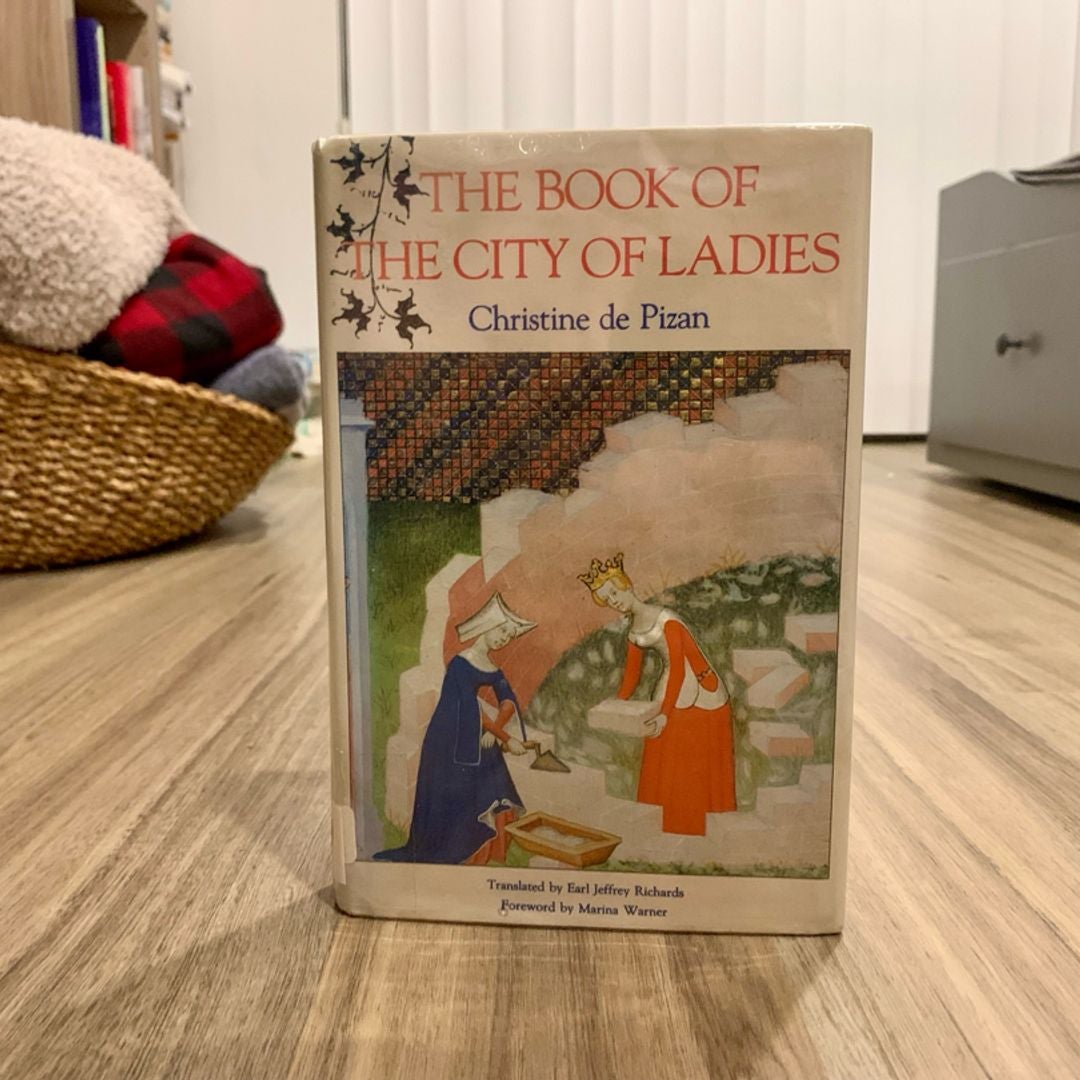 THE BOOK OF
THE CITY OF LADIES
Christine de Pizan
Translated by Earl Jeffrey Richards
Foreword by Marina Warner